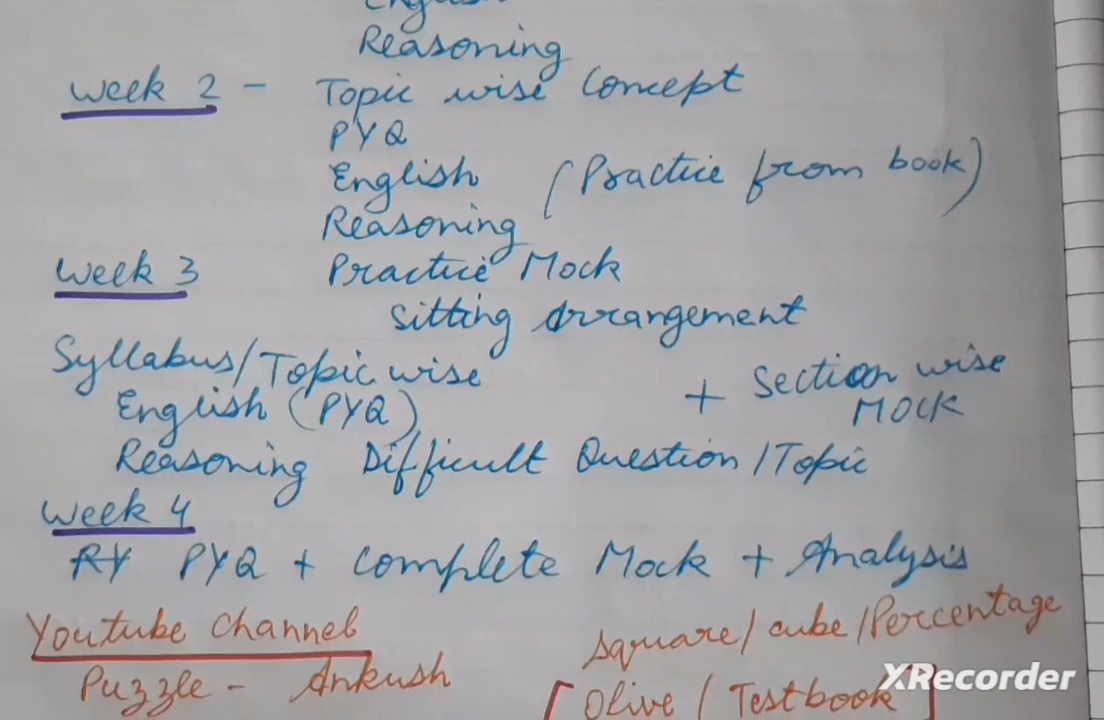 English
Reasoning
Week 2 - Topic wise Concept
PYQ
English (Practice from book)
Reasoning
Week 3 Practice Mock
Sitting Arrangement
Syllabus/Topic wise
+ Section wise
English (PYQ) MOCK
Reasoning Difficult Question/Topic
Week 4
RY PYQ + Complete Mock + Analysis
Youtube Channel square/cube/Percentage
Puzzle - Ankush
[Olive / Testbook]
XRecorder